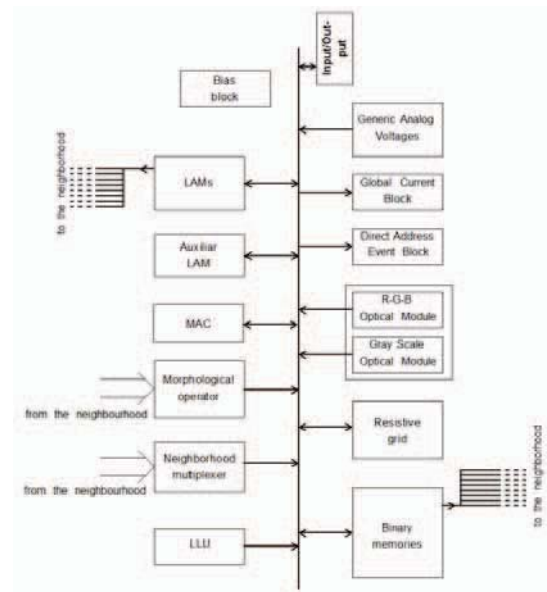 Input/Out-
put
Bias
block
Generic Analog
Voltages
to the neighborhood
LAMs
Global Current
Block
Auxiliar
LAM
Direct Address
Event Block
MAC
R-G-B
Optical Module
Gray Scale
Optical Module
Morphological
operator
from the neighbourhood
Resistive
grid
Neighborhood
multiplexer
from the neighbourhood
to the neighborhood
Binary
memories
LLU